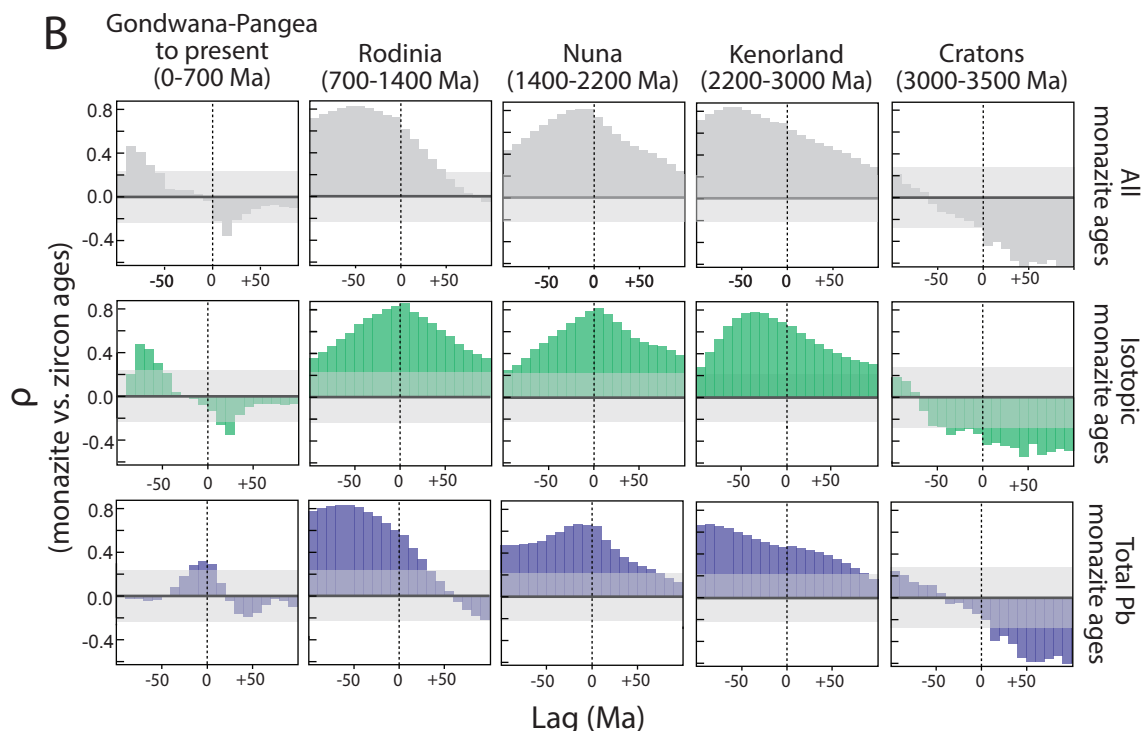 B
Gondwana-Pangea
to present
(0-700 Ma)
Rodinia
(700-1400 Ma)
Nuna
(1400-2200 Ma)
Kenorland
(2200-3000 Ma)
Cratons
(3000-3500 Ma)
ρ
(monazite vs. zircon ages)
0.8
0.4
0.0
-0.4
-50 0 +50
-50 0 +50
-50 0 +50
-50 0 +50
-50 0 +50
All
monazite ages
0.8
0.4
0.0
-0.4
-50 0 +50
-50 0 +50
-50 0 +50
-50 0 +50
-50 0 +50
Isotopic
monazite ages
0.8
0.4
0.0
-0.4
-50 0 +50
-50 0 +50
-50 0 +50
-50 0 +50
-50 0 +50
Total Pb
monazite ages
Lag (Ma)